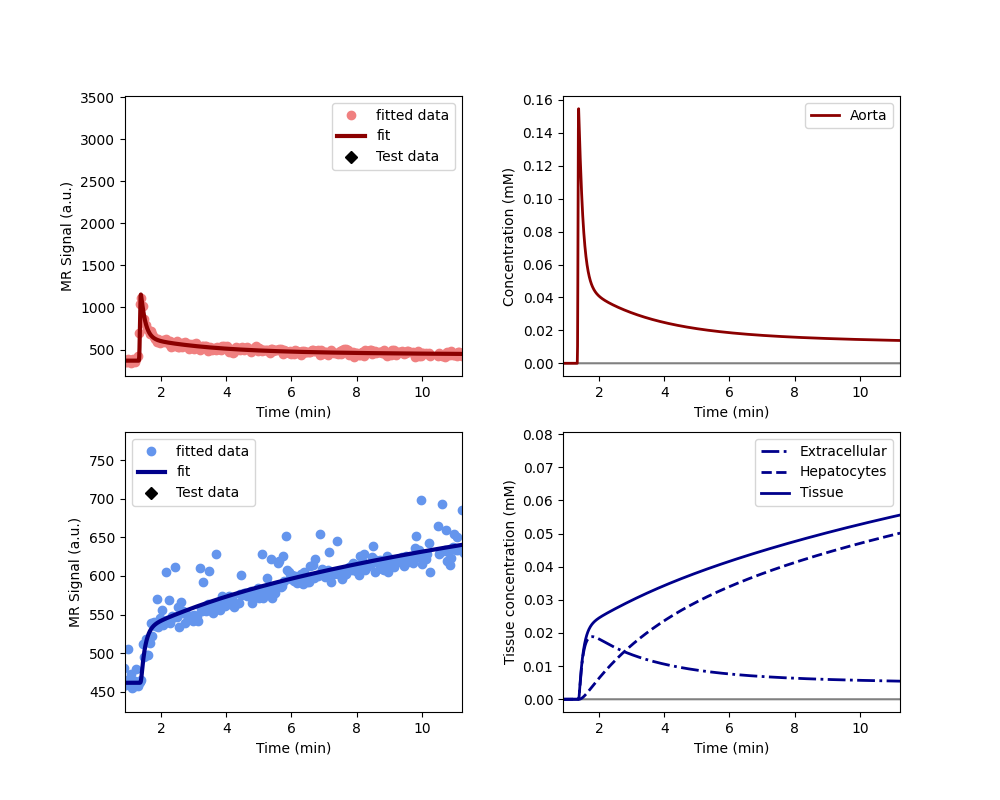 3500
3000
2500
2000
1500
1000
500
MR Signal (a.u.)
fitted data
fit
Test data
2 4 6 8 10
Time (min)
0.16
0.14
0.12
0.10
0.08
0.06
0.04
0.02
0.00
Concentration (mM)
Aorta
2 4 6 8 10
Time (min)
750
700
650
600
550
500
450
MR Signal (a.u.)
fitted data
fit
Test data
2 4 6 8 10
Time (min)
0.08
0.07
0.06
0.05
0.04
0.03
0.02
0.01
0.00
Tissue concentration (mM)
Extracellular
Hepatocytes
Tissue
2 4 6 8 10
Time (min)